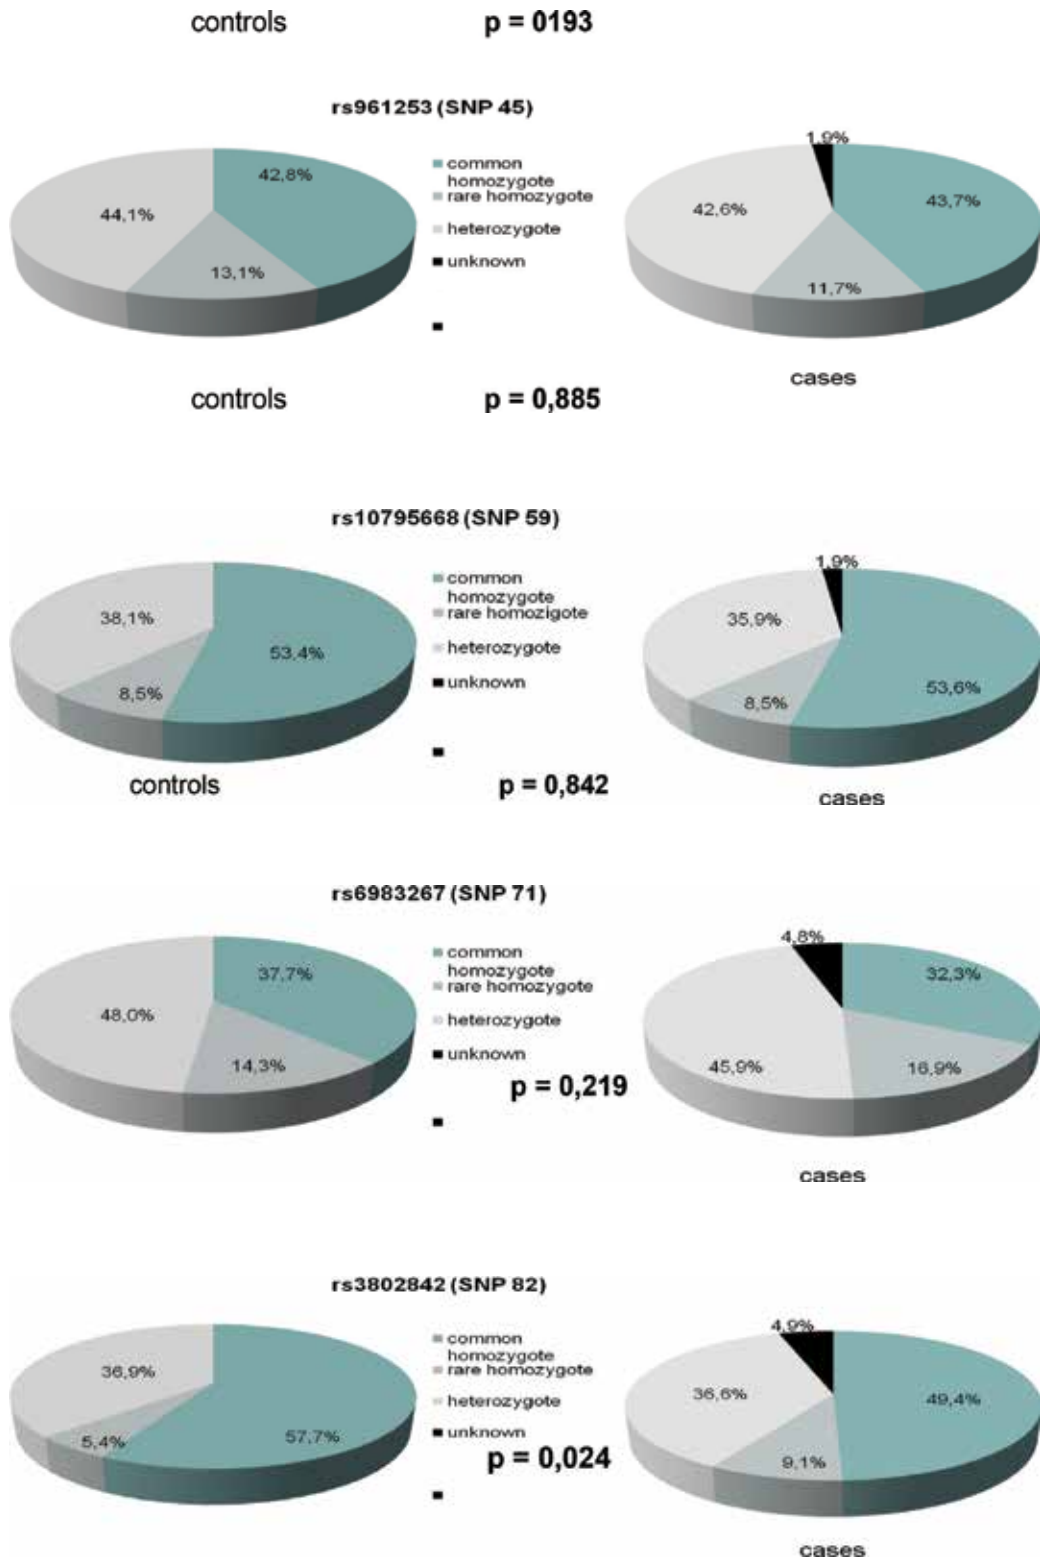 controls
p = 0193
rs961253 (SNP 45)
42,8%
44,1%
13,1%
common
homozygote
rare homozygote
heterozygote
unknown
1,9%
43,7%
42,6%
11,7%
cases
controls
p = 0,885
rs10795668 (SNP 59)
38,1%
53,4%
8,5%
common
homozygote
rare homozigote
heterozygote
unknown
1,9%
35,9%
53,6%
8,5%
controls
p = 0,842
cases
rs6983267 (SNP 71)
37,7%
48,0%
14,3%
common
homozygote
rare homozygote
heterozygote
unknown
p = 0,219
4,8%
32,3%
45,9%
16,9%
cases
rs3802842 (SNP 82)
36,9%
5,4%
57,7%
common
homozygote
rare homozygote
heterozygote
unknown
p = 0,024
4,9%
36,6%
49,4%
9,1%
cases